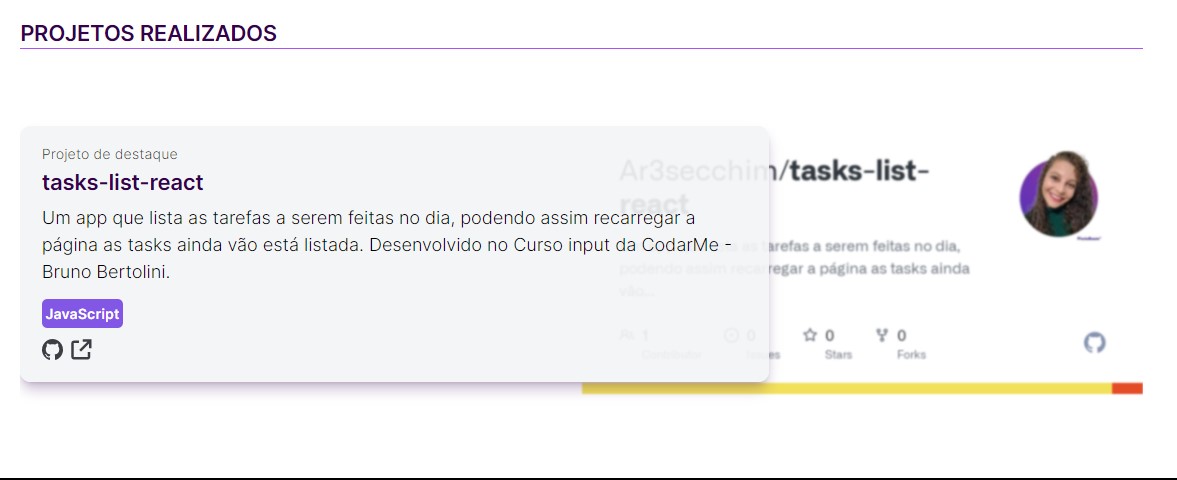 PROJETOS REALIZADOS
Projeto de destaque
tasks-list-react
Um app que lista as tarefas a serem feitas no dia, podendo assim recarregar a
página as tasks ainda vão está listada. Desenvolvido no Curso input da CodarMe -
Bruno Bertolini.
JavaScript
Ar3secchim/tasks-list-
react
as tarefas a serem feitas no dia,
podendo assim recarregar a página as tasks ainda
vão...
1
0
0
0
Contributor
Stars
Forks